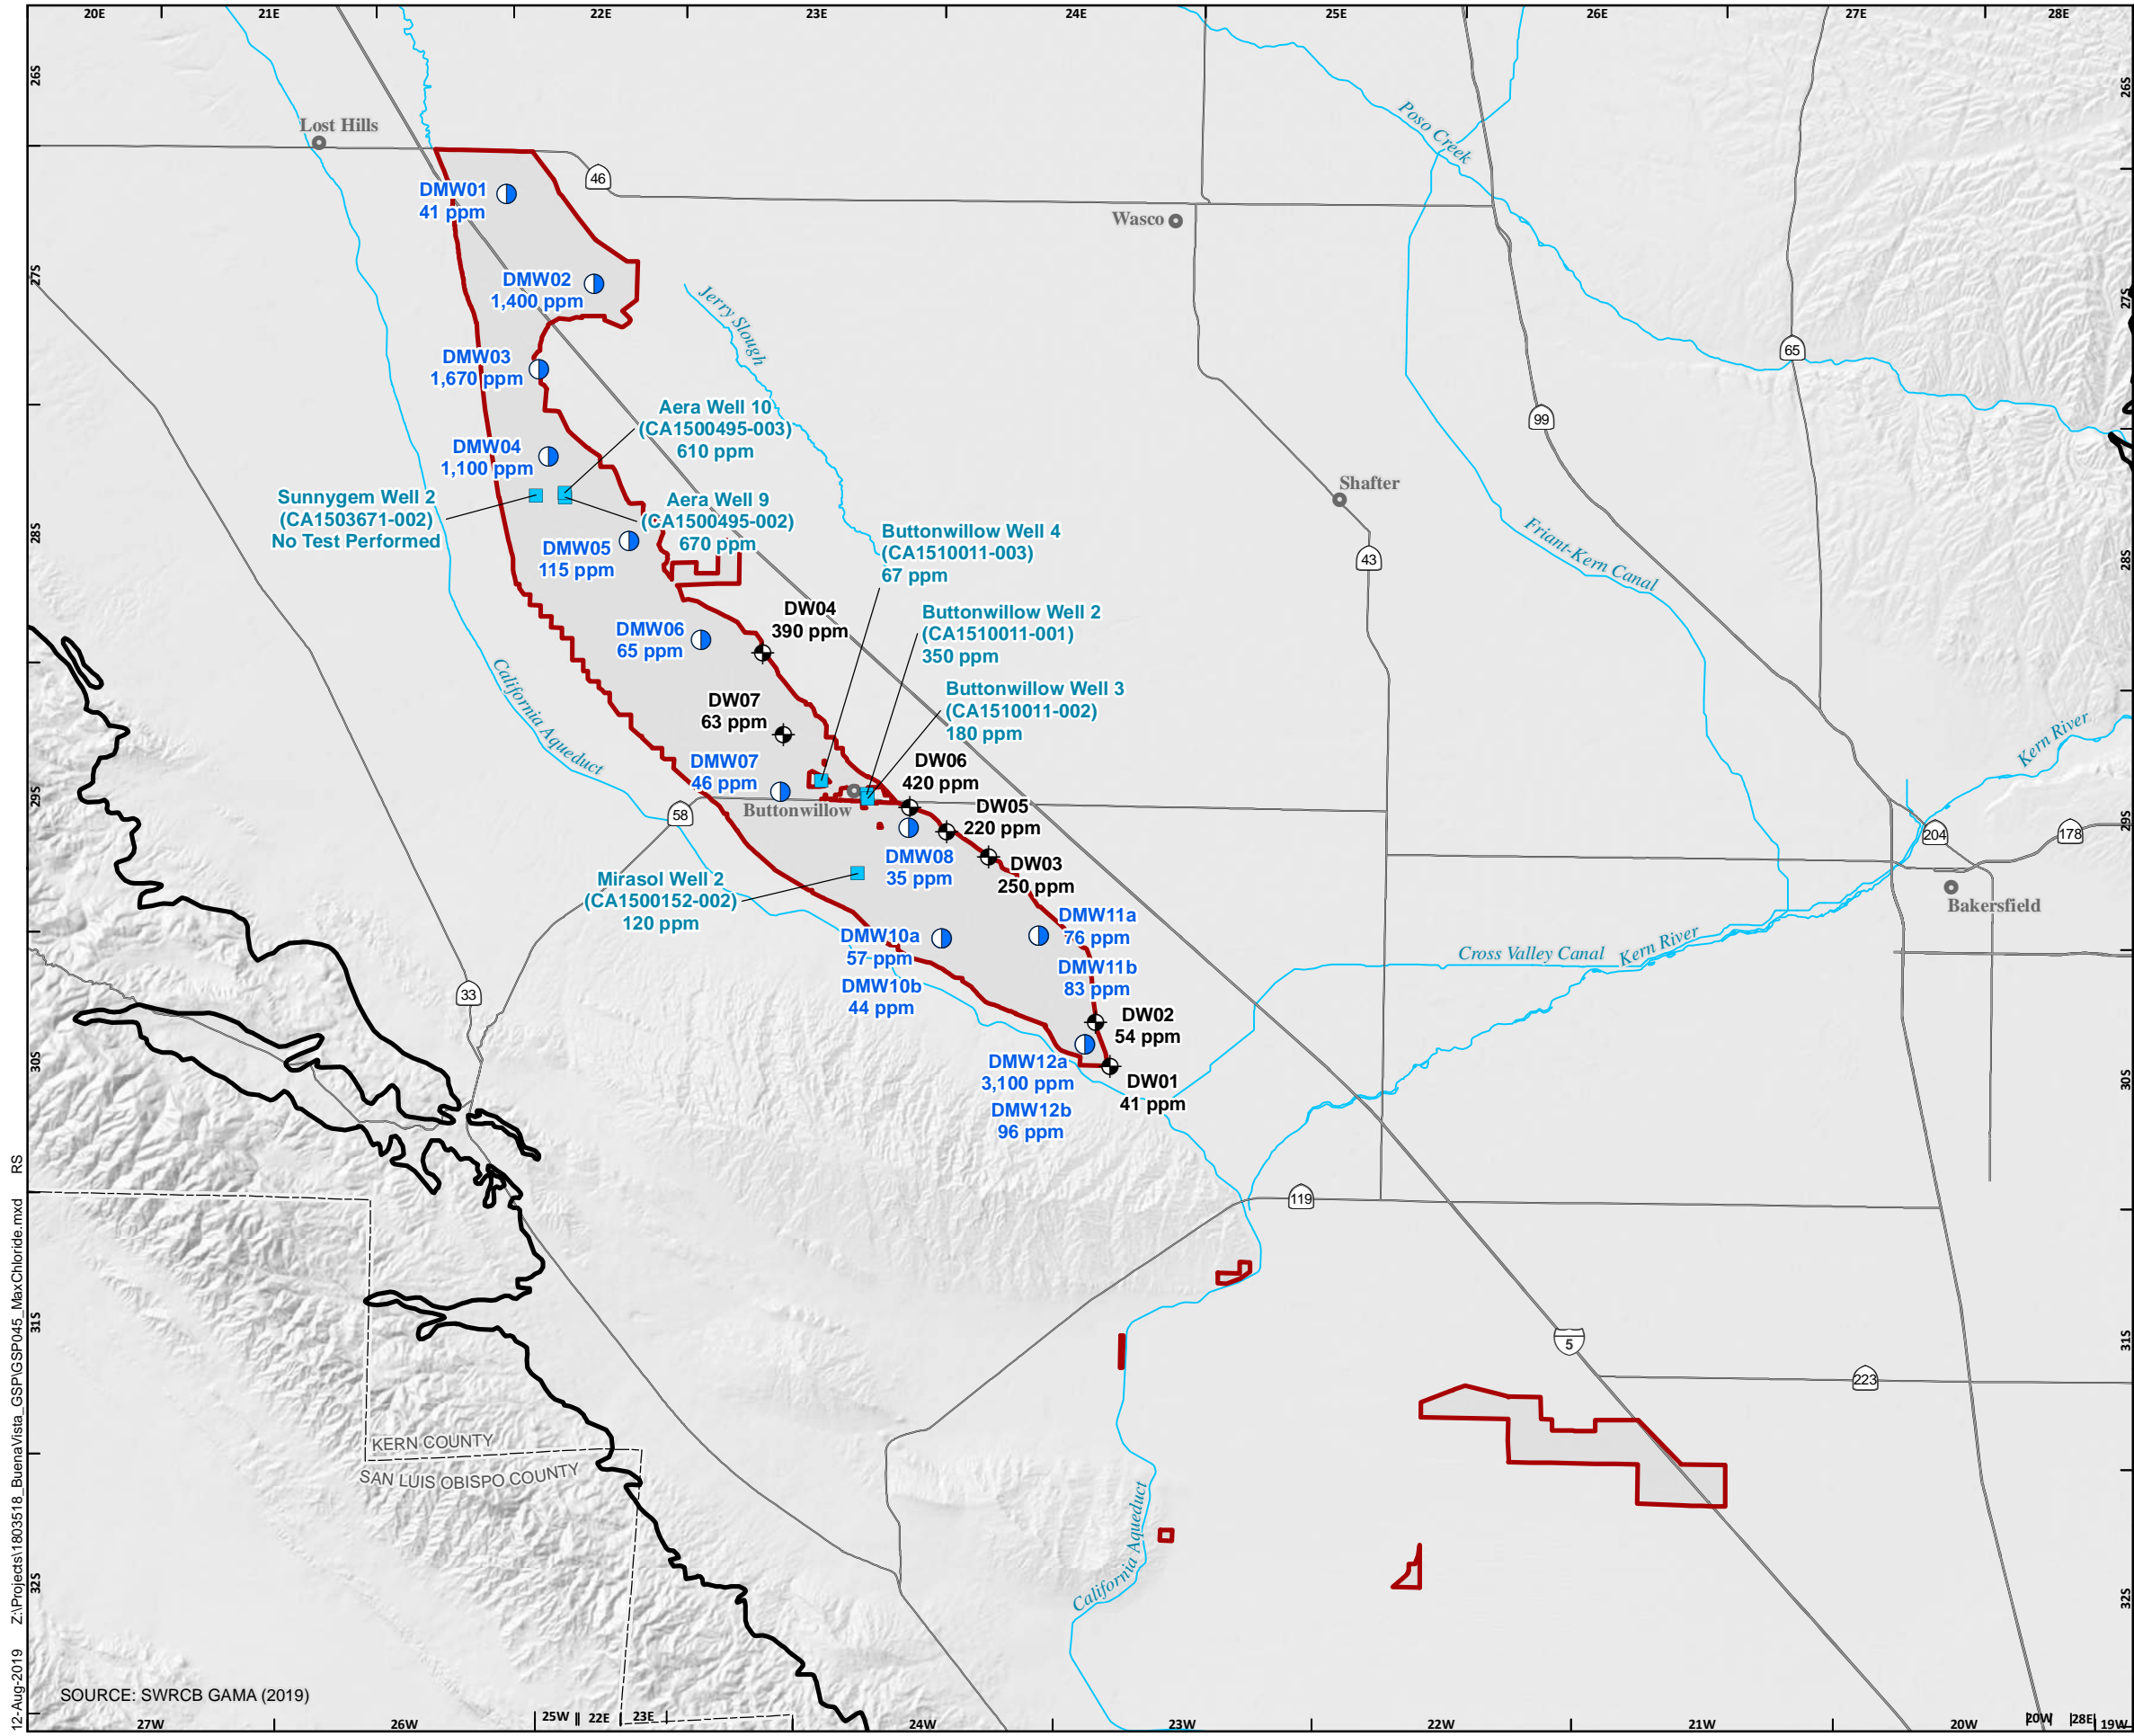 20E
21E
22E
23E
24E
25E
26E
27E
28E
26S
26S
Lost Hills
46
Poso Creek
DMW01
41 ppm
Wasco
27S
27S
DMW02
1,400 ppm
Jerry Slough
DMW03
1,670 ppm
65
99
Aera Well 10
(CA1500495-003)
610 ppm
DMW04
1,100 ppm
Shafter
Sunnygem Well 2
(CA1503671-002)
No Test Performed
Aera Well 9
(CA1500495-002)
670 ppm
28S
28S
DMW05
115 ppm
Buttonwillow Well 4
(CA1510011-003)
67 ppm
43
Friant-Kern Canal
DW04
390 ppm
Buttonwillow Well 2
(CA1510011-001)
350 ppm
DMW06
65 ppm
California Aqueduct
DW07
63 ppm
Buttonwillow Well 3
(CA1510011-002)
180 ppm
Kern River
DMW07
46 ppm
DW06
420 ppm
29S
29S
58
Buttonwillow
DW05
220 ppm
204
178
DMW08
35 ppm
DW03
250 ppm
Mirasol Well 2
(CA1500152-002)
120 ppm
Bakersfield
DMW10a
57 ppm
DMW11a
76 ppm
Cross Valley Canal
Kern River
DMW10b
44 ppm
DMW11b
83 ppm
33
DW02
54 ppm
30S
30S
DMW12a
3,100 ppm
DW01
41 ppm
DMW12b
96 ppm
119
31S
31S
5
223
KERN COUNTY
SAN LUIS OBISPO COUNTY
California Aqueduct
32S
32S
SOURCE: SWRCB GAMA (2019)
12-Aug-2019 Z:\Projects\1803518_BuenaVista_GSP\GSP045_MaxChloride.mxd RS
27W
26W
25W
22E
23E
24W
23W
22W
21W
20W
20W
28E
19W